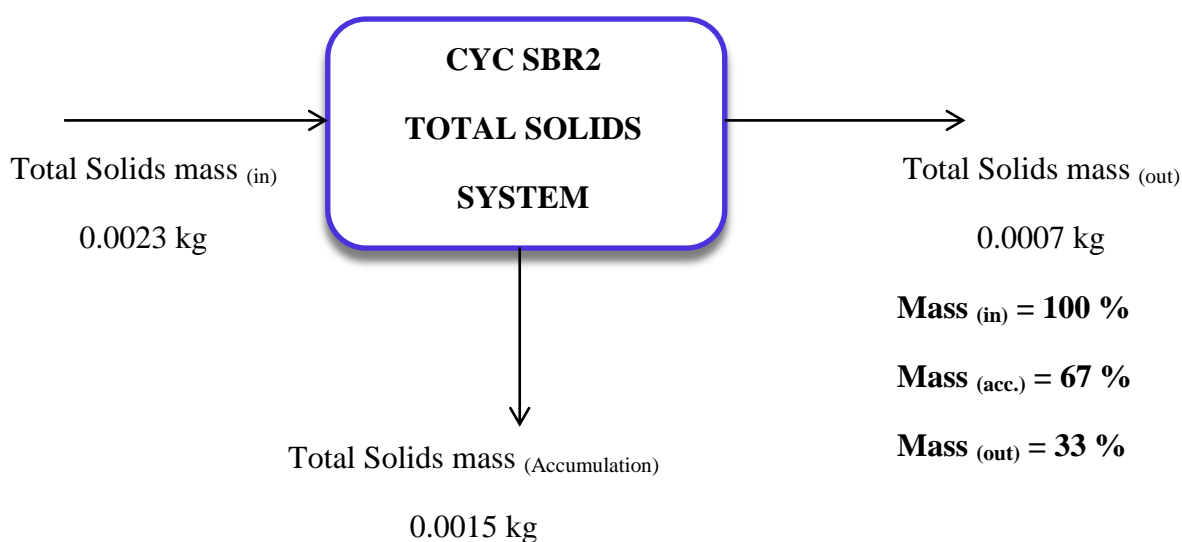 CYC SBR2
TOTAL SOLIDS
SYSTEM
Total Solids mass (in)
0.0023 kg
Total Solids mass (out)
0.0007 kg
Mass (in) = 100 %
Mass (acc.) = 67 %
Mass (out) = 33 %
Total Solids mass (Accumulation)
0.0015 kg